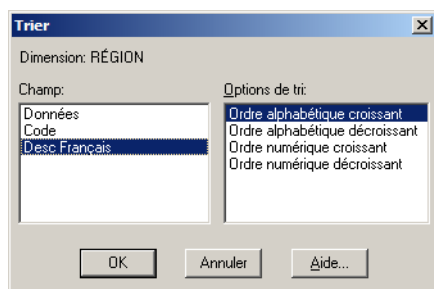 Trier
Dimension: RÉGION
Champ:
Données
Code
Desc Français
Options de tri:
Ordre alphabétique croissant
Ordre alphabétique décroissant
Ordre numérique croissant
Ordre numérique décroissant
OK
Annuler
Aide...